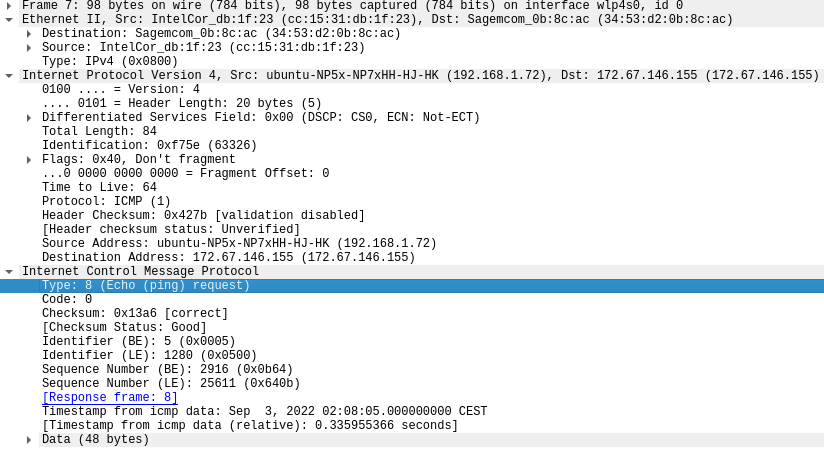 Frame 7: 98 bytes on wire (784 bits), 98 bytes captured (784 bits) on interface wlp4s0, id 0
Ethernet II, Src: IntelCor_db:1f:23 (cc:15:31:db:1f:23), Dst: Sagemcom_0b:8c:ac (34:53:d2:0b:8c:ac)
Destination: Sagemcom_0b:8c:ac (34:53:d2:0b:8c:ac)
Source: IntelCor_db:1f:23 (cc:15:31:db:1f:23)
Type: IPv4 (0x0800)
Internet Protocol Version 4, Src: ubuntu-NP5x-NP7xHH-HJ-HK (192.168.1.72), Dst: 172.67.146.155 (172.67.146.155)
0100 .... = Version: 4
.... 0101 = Header Length: 20 bytes (5)
Differentiated Services Field: 0x00 (DSCP: CS0, ECN: Not-ECT)
Total Length: 84
Identification: 0xf75e (63326)
Flags: 0x40, Don't fragment
...0 0000 0000 0000 = Fragment Offset: 0
Time to Live: 64
Protocol: ICMP (1)
Header Checksum: 0x427b [validation disabled]
[Header checksum status: Unverified]
Source Address: ubuntu-NP5x-NP7xHH-HJ-HK (192.168.1.72)
Destination Address: 172.67.146.155 (172.67.146.155)
Internet Control Message Protocol
Type: 8 (Echo (ping) request)
Code: 0
Checksum: 0x13a6 [correct]
[Checksum Status: Good]
Identifier (BE): 5 (0x0005)
Identifier (LE): 1280 (0x0500)
Sequence Number (BE): 2916 (0x0b64)
Sequence Number (LE): 25611 (0x640b)
[Response frame: 8]
Timestamp from icmp data: Sep  3, 2022 02:08:05.000000000 CEST
[Timestamp from icmp data (relative): 0.335955366 seconds]
Data (48 bytes)